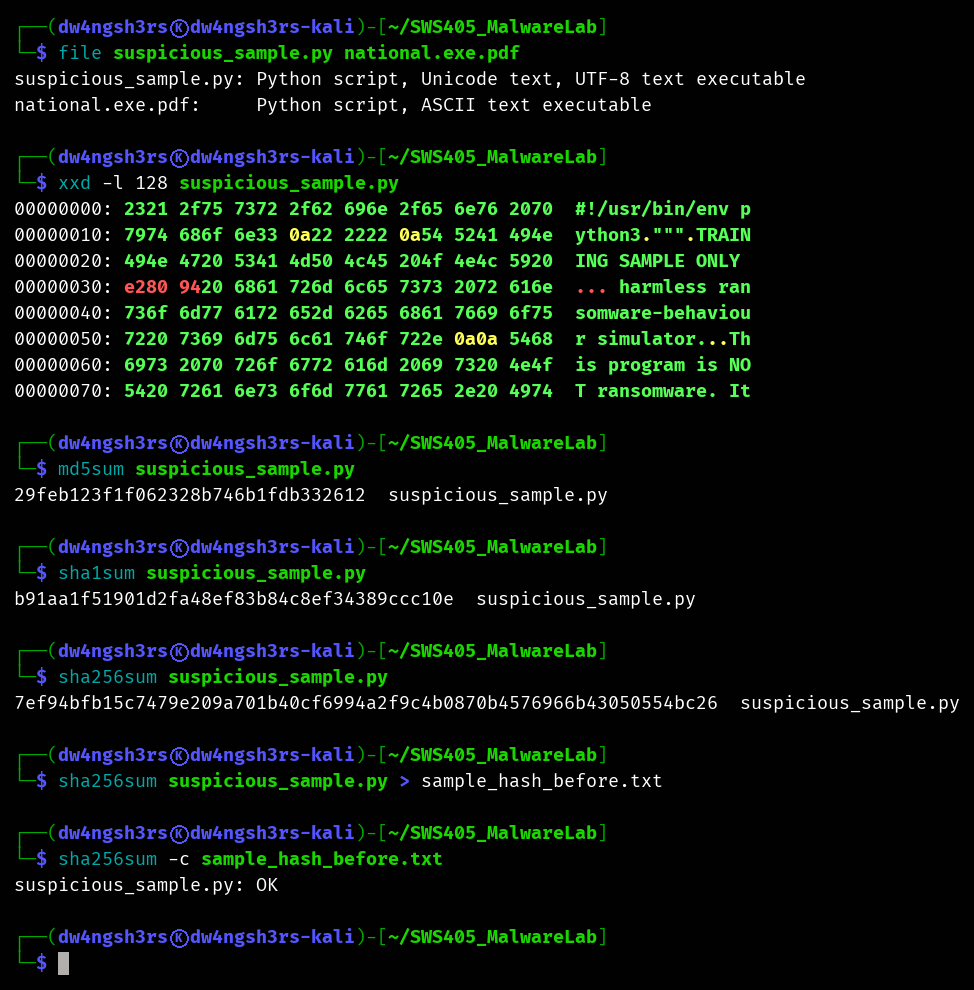 ┌──(dw4ngsh3rs㉿dw4ngsh3rs-kali)-[~/SWS405_MalwareLab]
└─$ file suspicious_sample.py national.exe.pdf
suspicious_sample.py: Python script, Unicode text, UTF-8 text executable
national.exe.pdf:     Python script, ASCII text executable

┌──(dw4ngsh3rs㉿dw4ngsh3rs-kali)-[~/SWS405_MalwareLab]
└─$ xxd -l 128 suspicious_sample.py
00000000: 2321 2f75 7372 2f62 696e 2f65 6e76 2070  #!/usr/bin/env p
00000010: 7974 686f 6e33 0a22 2222 0a54 5241 494e  ython3.""".TRAIN
00000020: 494e 4720 5341 4d50 4c45 204f 4e4c 5920  ING SAMPLE ONLY 
00000030: e280 9420 6861 726d 6c65 7373 2072 616e  ... harmless ran
00000040: 736f 6d77 6172 652d 6265 6861 7669 6f75  somware-behaviou
00000050: 7220 7369 6d75 6c61 746f 722e 0a0a 5468  r simulator...Th
00000060: 6973 2070 726f 6772 616d 2069 7320 4e4f  is program is NO
00000070: 5420 7261 6e73 6f6d 7761 7265 2e20 4974  T ransomware. It

┌──(dw4ngsh3rs㉿dw4ngsh3rs-kali)-[~/SWS405_MalwareLab]
└─$ md5sum suspicious_sample.py
29feb123f1f062328b746b1fdb332612  suspicious_sample.py

┌──(dw4ngsh3rs㉿dw4ngsh3rs-kali)-[~/SWS405_MalwareLab]
└─$ sha1sum suspicious_sample.py
b91aa1f51901d2fa48ef83b84c8ef34389ccc10e  suspicious_sample.py

┌──(dw4ngsh3rs㉿dw4ngsh3rs-kali)-[~/SWS405_MalwareLab]
└─$ sha256sum suspicious_sample.py
7ef94bfb15c7479e209a701b40cf6994a2f9c4b0870b4576966b43050554bc26  suspicious_sample.py

┌──(dw4ngsh3rs㉿dw4ngsh3rs-kali)-[~/SWS405_MalwareLab]
└─$ sha256sum suspicious_sample.py > sample_hash_before.txt

┌──(dw4ngsh3rs㉿dw4ngsh3rs-kali)-[~/SWS405_MalwareLab]
└─$ sha256sum -c sample_hash_before.txt
suspicious_sample.py: OK

┌──(dw4ngsh3rs㉿dw4ngsh3rs-kali)-[~/SWS405_MalwareLab]
└─$